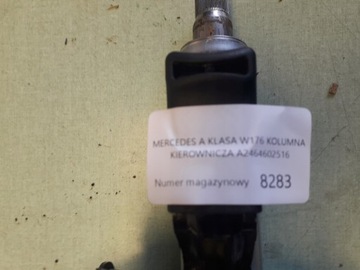 MERCEDES A KLASA W176 KOLUMNA
KIEROWNICZA A2464602516
Numer magazynowy 8283